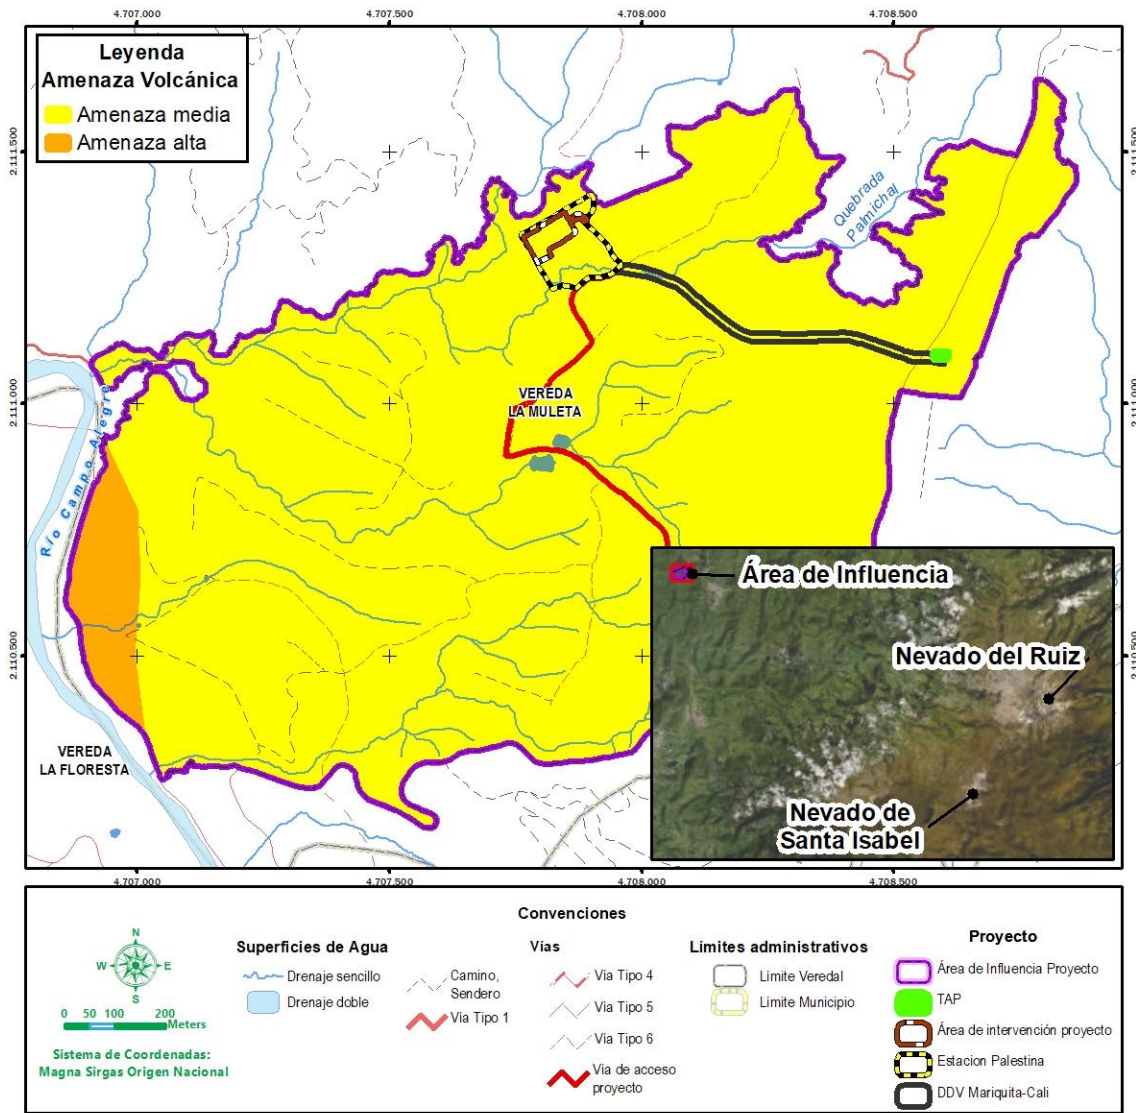 4.707.000
4.707.500
4.708.000
4.708.500
Leyenda
Amenaza Volcánica
Amenaza media
Amenaza alta
2.111.500
2.111.500
Quebrada
Palmichal
2.111.000
2.111.000
VEREDA
LA MULETA
Río Campo Alegre
Área de Influencia
Nevado del Ruiz
2.110.500
2.110.500
VEREDA
LA FLORESTA
Nevado de
Santa Isabel
4.707.000
4.707.500
4.708.000
4.708.500
Convenciones
N
W
E
S
0 50 100 200
Meters
Sistema de Coordenadas:
Magna Sirgas Origen Nacional
Superficies de Agua
Drenaje sencillo
Drenaje doble
Camino,
Sendero
Via Tipo 1
Vías
Via Tipo 4
Via Tipo 5
Via Tipo 6
Via de acceso
proyecto
Límites administrativos
Limite Veredal
Limite Municipio
Proyecto
Área de Influencia Proyecto
TAP
Área de intervención proyecto
Estacion Palestina
DDV Mariquita-Cali